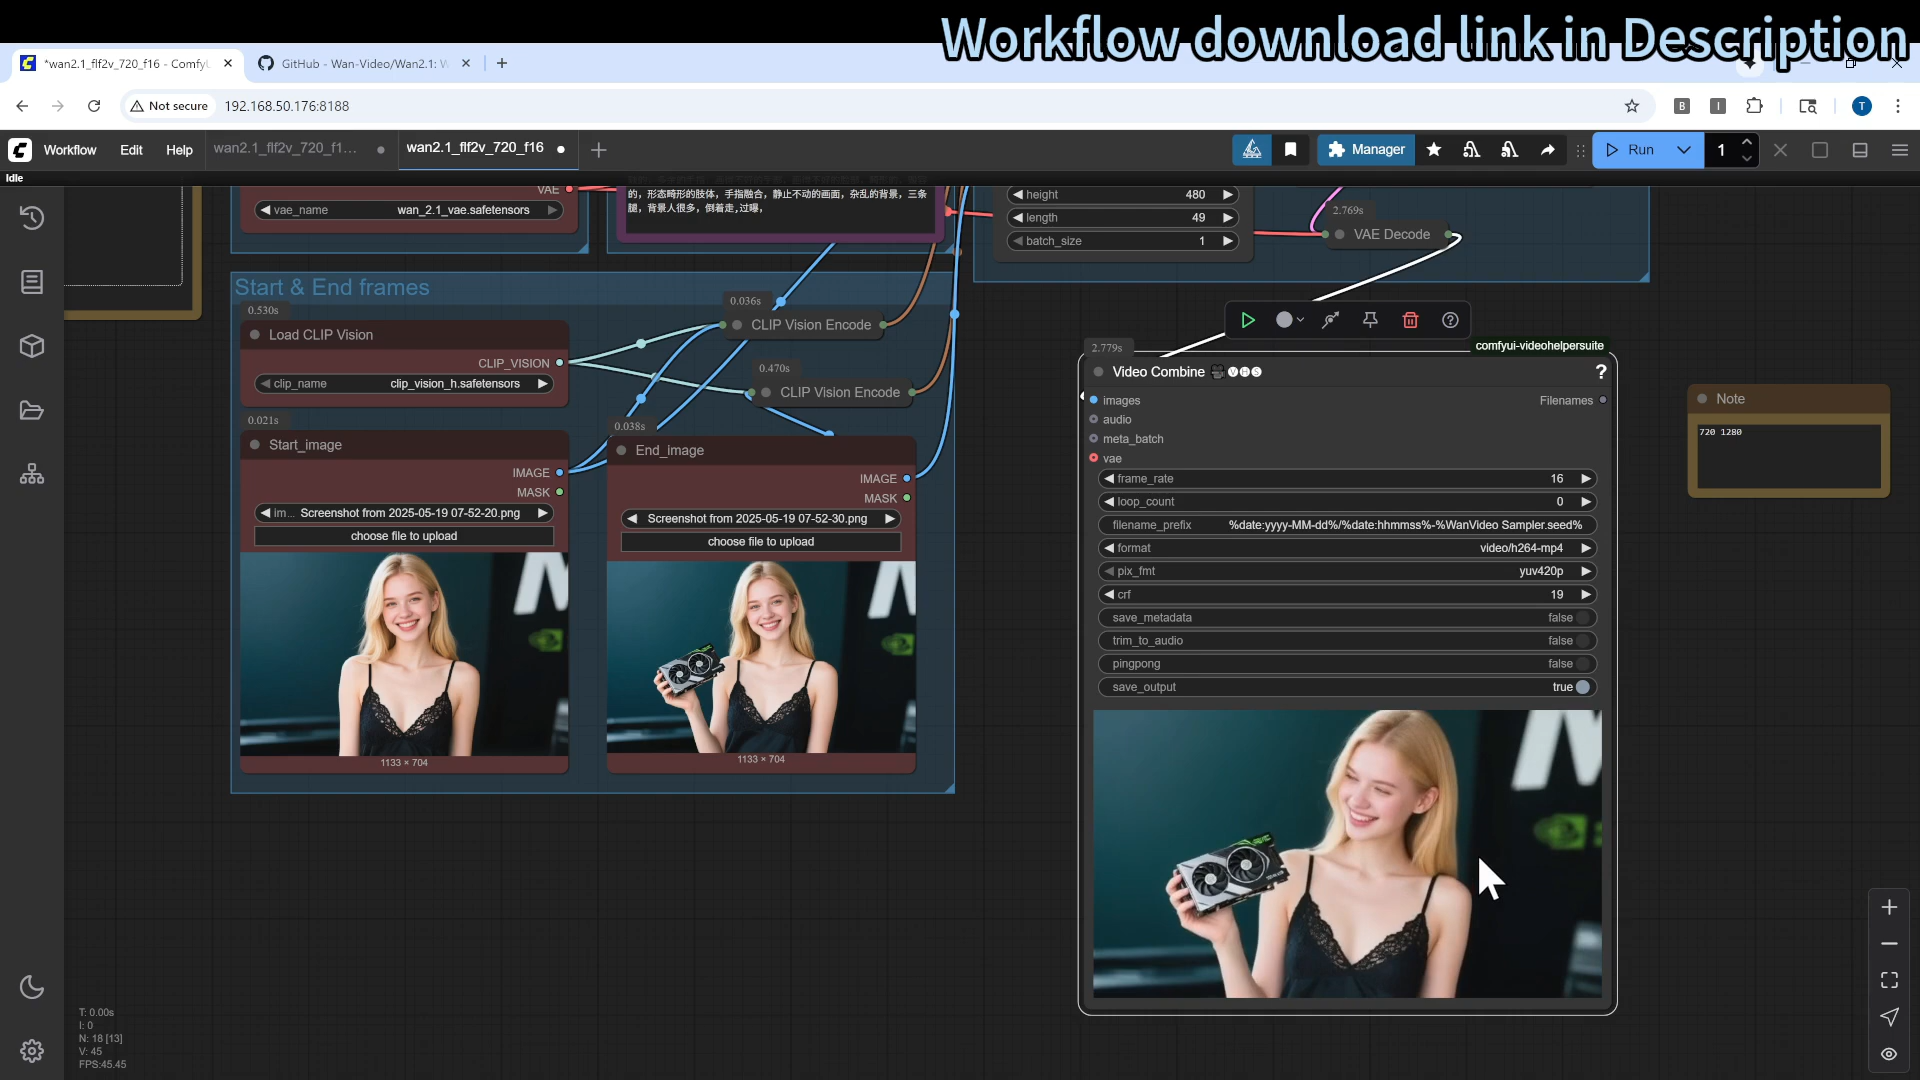 Workflow download link in Description
*wan2.1_flf2v_720_f16 - ComfyU
GitHub - Wan-Video/Wan2.1: W
Not secure
192.168.50.176:8188
B
I
T
Workflow
Edit
Help
wan2.1_flf2v_720_f1...
wan2.1_flf2v_720_f16
Manager
Run
1
Idle
VAE
vae_name
wan_2.1_vae.safetensors
的，形态畸形的肢体，手指融合，静止不动的画面，杂乱的背景，三条
腿，背景人很多，倒着走,过曝，
height
480
length
49
batch_size
1
2.769s
VAE Decode
Start & End frames
0.530s
Load CLIP Vision
CLIP_VISION
clip_name
clip_vision_h.safetensors
0.036s
CLIP Vision Encode
0.470s
CLIP Vision Encode
0.021s
Start_image
IMAGE
MASK
im...
Screenshot from 2025-05-19 07-52-20.png
choose file to upload
1133 × 704
0.038s
End_image
IMAGE
MASK
Screenshot from 2025-05-19 07-52-30.png
choose file to upload
1133 × 704
comfyui-videohelpersuite
2.779s
Video Combine 🎥🅥🅗🅢
?
images
Filenames
audio
meta_batch
vae
frame_rate
16
loop_count
0
filename_prefix
%date:yyyy-MM-dd%/%date:hhmmss%-%WanVideo Sampler.seed%
format
video/h264-mp4
pix_fmt
yuv420p
crf
19
save_metadata
false
trim_to_audio
false
pingpong
false
save_output
true
Note
720 1280
T: 0.00s
I: 0
N: 18 [13]
V: 45
FPS:45.45